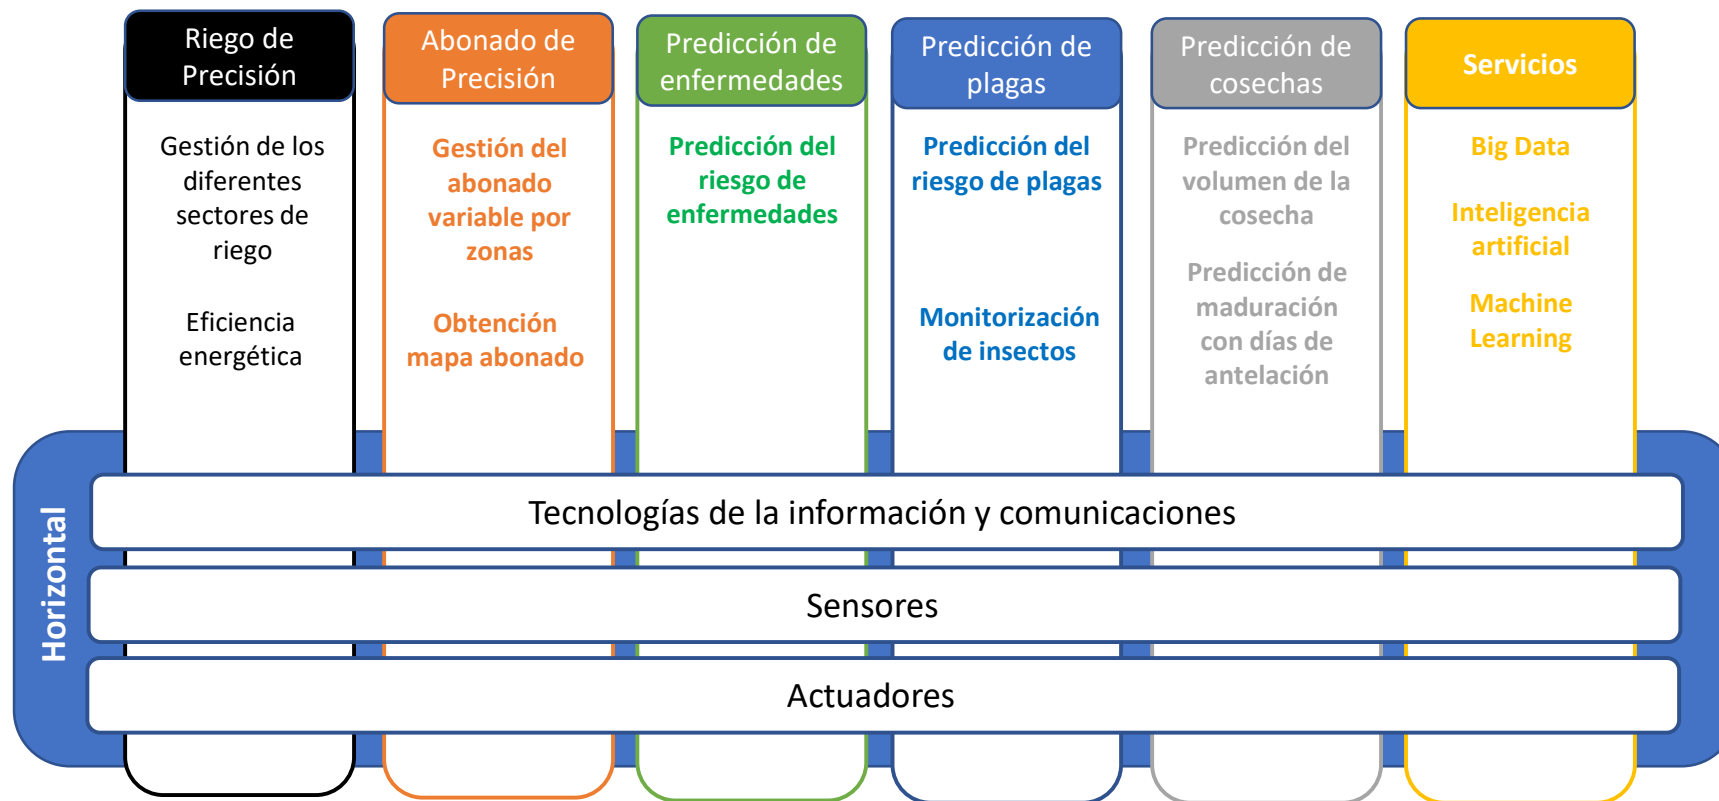 Riego de
Precisión
Gestión de los
diferentes
sectores de
riego
Eficiencia
energética
Abonado de
Precisión
Gestión del
abonado
variable por
zonas
Obtención
mapa abonado
Predicción de
enfermedades
Predicción del
riesgo de
enfermedades
Predicción de
plagas
Predicción del
riesgo de plagas
Monitorización
de insectos
Predicción de
cosechas
Predicción del
volumen de la
cosecha
Predicción de
maduración
con días de
antelación
Servicios
Big Data
Inteligencia
artificial
Machine
Learning
Horizontal
Tecnologías de la información y comunicaciones
Sensores
Actuadores